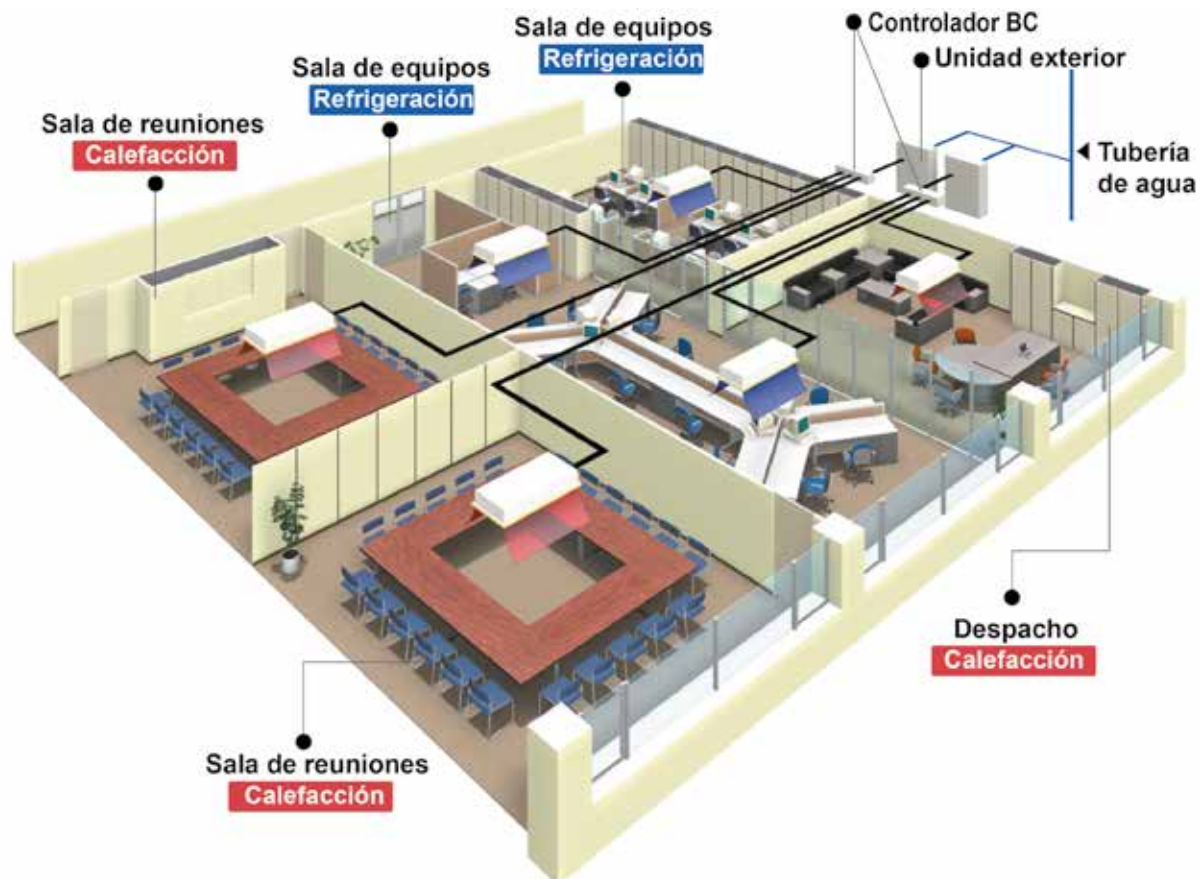 Controlador BC
Sala de equipos
Refrigeración
Unidad exterior
Sala de equipos
Refrigeración
Sala de reuniones
Calefacción
Tubería
de agua
Despacho
Calefacción
Sala de reuniones
Calefacción